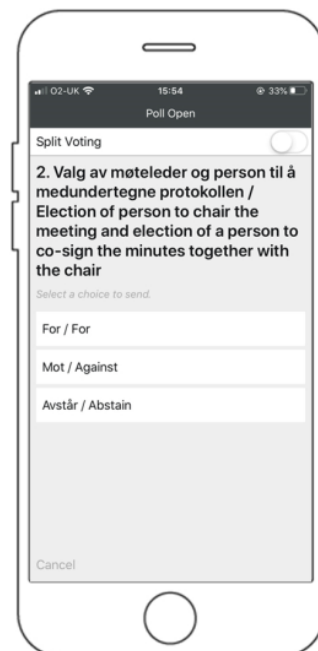 O2-UK 15:54 33%
Poll Open
Split Voting
2. Valg av møteleder og person til å
medundertegne protokollen /
Election of person to chair the
meeting and election of a person to
co-sign the minutes together with
the chair
Select a choice to send.
For / For
Mot / Against
Avstår / Abstain
Cancel